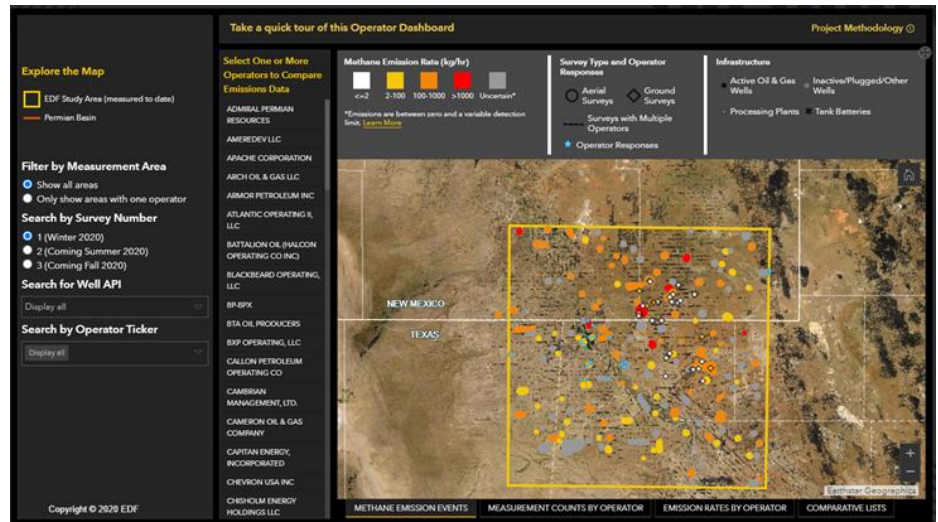 Take a quick tour of this Operator Dashboard
Project Methodology
Explore the Map
EDF Study Area (measured to date)
Permian Basin
Filter by Measurement Area
Show all areas
Only show areas with one operator
Search by Survey Number
1 (Winter 2020)
2 (Coming Summer 2020)
3 (Coming Fall 2020)
Search for Well API
Display all
Search by Operator Ticker
Display all
Copyright © 2020 EDF
Select One or More
Operators to Compare
Emissions Data
ADMIRAL PERMIAN
RESOURCES
AMEREDEV LLC
APACHE CORPORATION
ARCH OIL & GAS LLC
ARMOR PETROLEUM INC
ATLANTIC OPERATING II,
LLC
BATTALION OIL (HALCON
OPERATING CO INC)
BLACKBEARD OPERATING,
LLC
BP-BPX
BTA OIL PRODUCERS
BXP OPERATING, LLC
CALLON PETROLEUM
OPERATING CO
CAMBRIAN
MANAGEMENT, LTD.
CAMERON OIL & GAS
COMPANY
CAPITAN ENERGY,
INCORPORATED
CHEVRON USA INC
CHISHOLM ENERGY
HOLDINGS LLC
Methane Emission Rate (kg/hr)
<=2 2-100 100-1000 >1000 Uncertain*
*Emissions are between zero and a variable detection
limit. Learn More
Survey Type and Operator
Responses
Aerial
Surveys
Ground
Surveys
Surveys with Multiple
Operators
Operator Responses
Infrastructure
Active Oil & Gas
Wells
Inactive/Plugged/Other
Wells
Processing Plants
Tank Batteries
NEW MEXICO
TEXAS
+
−
Earthstar Geographics
METHANE EMISSION EVENTS
MEASUREMENT COUNTS BY OPERATOR
EMISSION RATES BY OPERATOR
COMPARATIVE LISTS